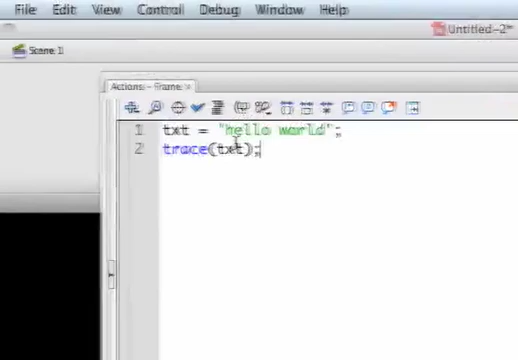 File Edit View Control Debug Window Help
Untitled-2*
Scene 1
Actions - Frame ×
1 txt = "hello world";
2 trace(txt);